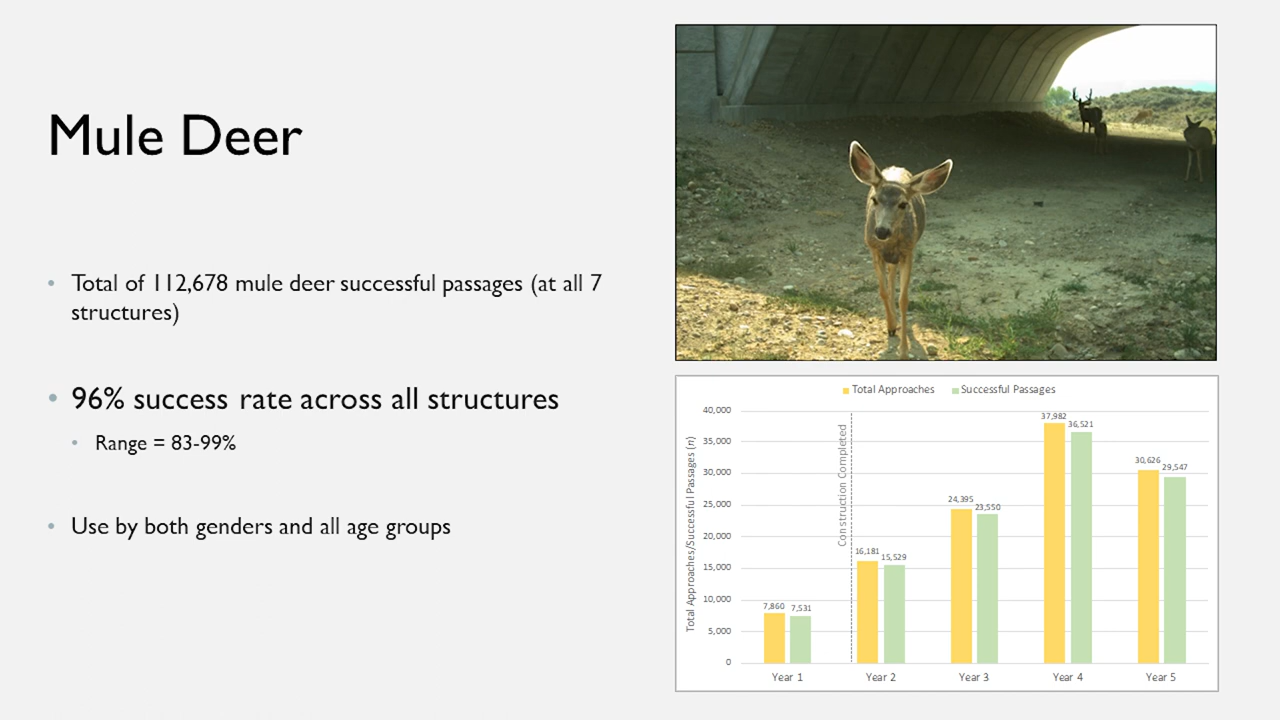 Mule Deer
• Total of 112,678 mule deer successful passages (at all 7
structures)
• 96% success rate across all structures
• Range = 83-99%
• Use by both genders and all age groups
Total Approaches
Successful Passages
Total Approaches/Successful Passages (n)
40,000
35,000
30,000
25,000
20,000
15,000
10,000
5,000
0
Construction Completed
7,860
7,531
16,181
15,529
24,395
23,550
37,982
36,521
30,626
29,547
Year 1
Year 2
Year 3
Year 4
Year 5